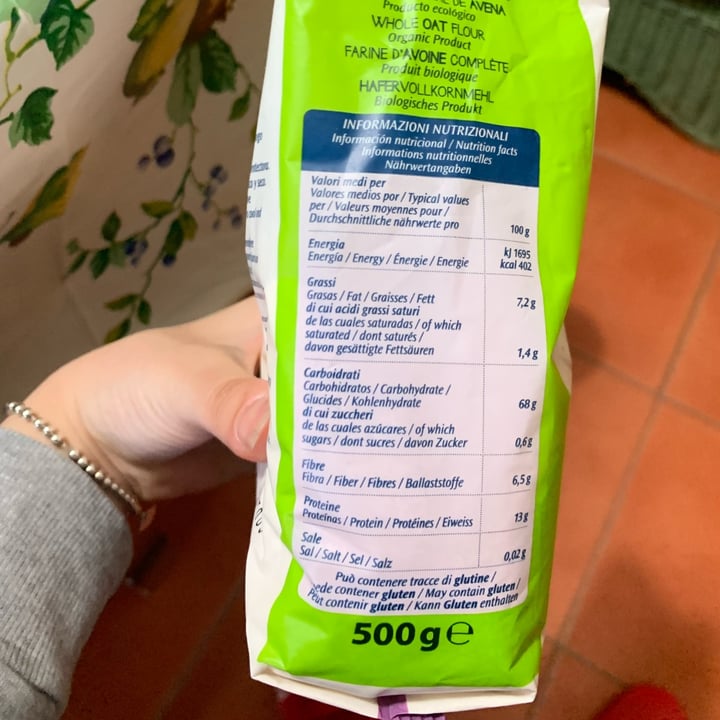 DE AVENA
Producto ecológico
WHOLE OAT FLOUR
Organic Product
FARINE D'AVOINE COMPLÈTE
Produit biologique
HAFERVOLLKORNMEHL
Biologisches Produkt
INFORMAZIONI NUTRIZIONALI
Información nutricional / Nutrition facts
Informations nutritionnelles
Nährwertangaben
Valori medi per
Valores medios por / Typical values
per / Valeurs moyennes pour /
Durchschnittliche nährwerte pro 100 g
Energia kJ 1695
Energía / Energy / Énergie / Energie kcal 402
Grassi
Grasas / Fat / Graisses / Fett 7,2 g
di cui acidi grassi saturi
de las cuales saturadas / of which
saturated / dont saturés /
davon gesättigte Fettsäuren 1,4 g
Carboidrati
Carbohidratos / Carbohydrate /
Glucides / Kohlenhydrate 68 g
di cui zuccheri
de las cuales azúcares / of which
sugars / dont sucres / davon Zucker 0,6 g
Fibre
Fibra / Fiber / Fibres / Ballaststoffe 6,5 g
Proteine
Proteínas / Protein / Protéines / Eiweiss 13 g
Sale
Sal / Salt / Sel / Salz 0,02 g
Può contenere tracce di glutine /
ede contener gluten / May contain gluten /
Peut contenir gluten / Kann Gluten enthalten
500 g ℮